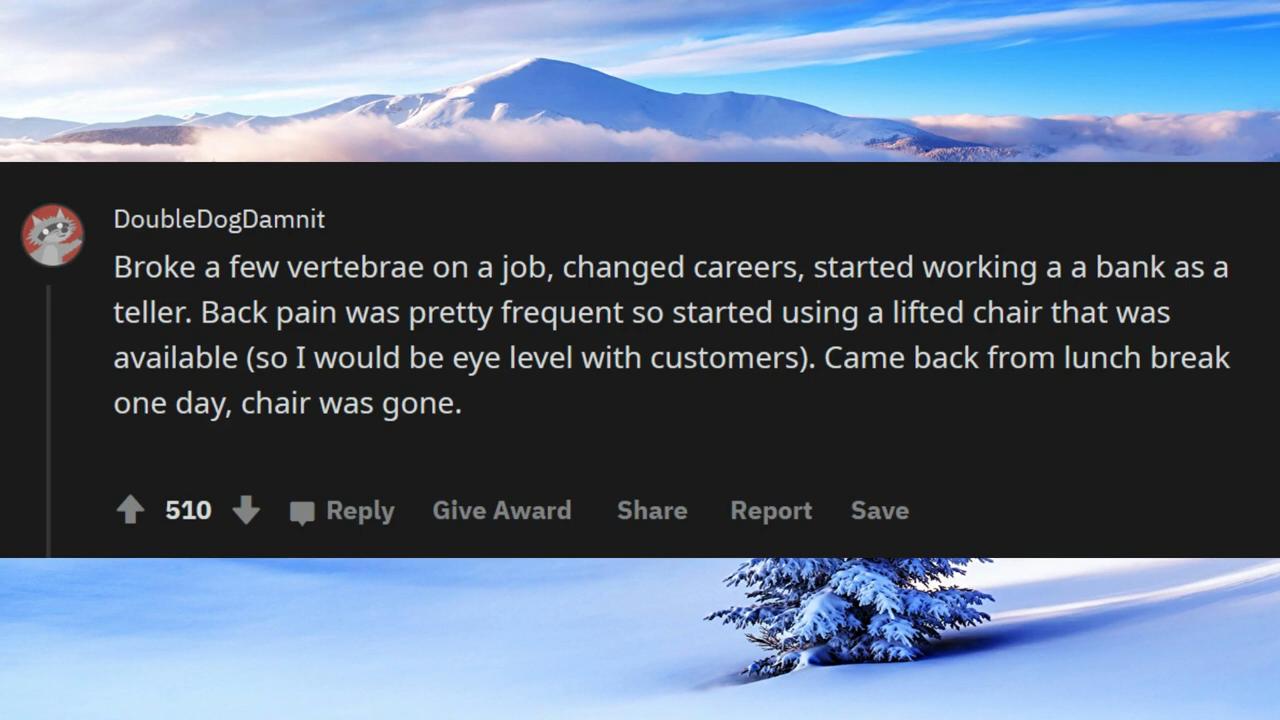 DoubleDogDamnit
Broke a few vertebrae on a job, changed careers, started working a a bank as a
teller. Back pain was pretty frequent so started using a lifted chair that was
available (so I would be eye level with customers). Came back from lunch break
one day, chair was gone.
510 Reply Give Award Share Report Save